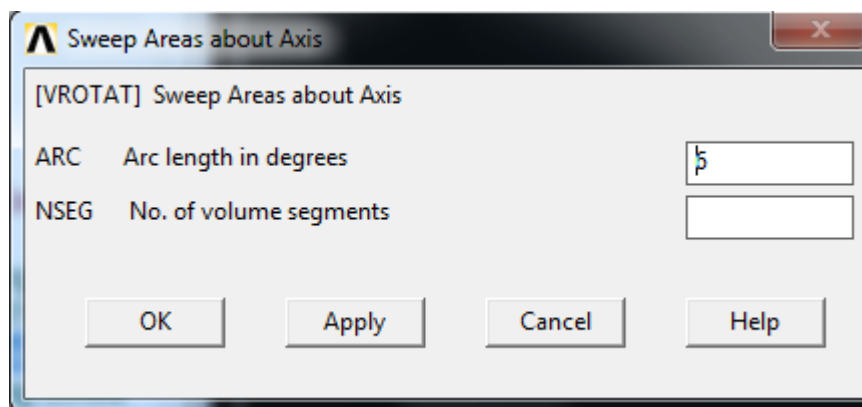 Sweep Areas about Axis
[VROTAT] Sweep Areas about Axis
ARC Arc length in degrees 5
NSEG No. of volume segments
OK Apply Cancel Help